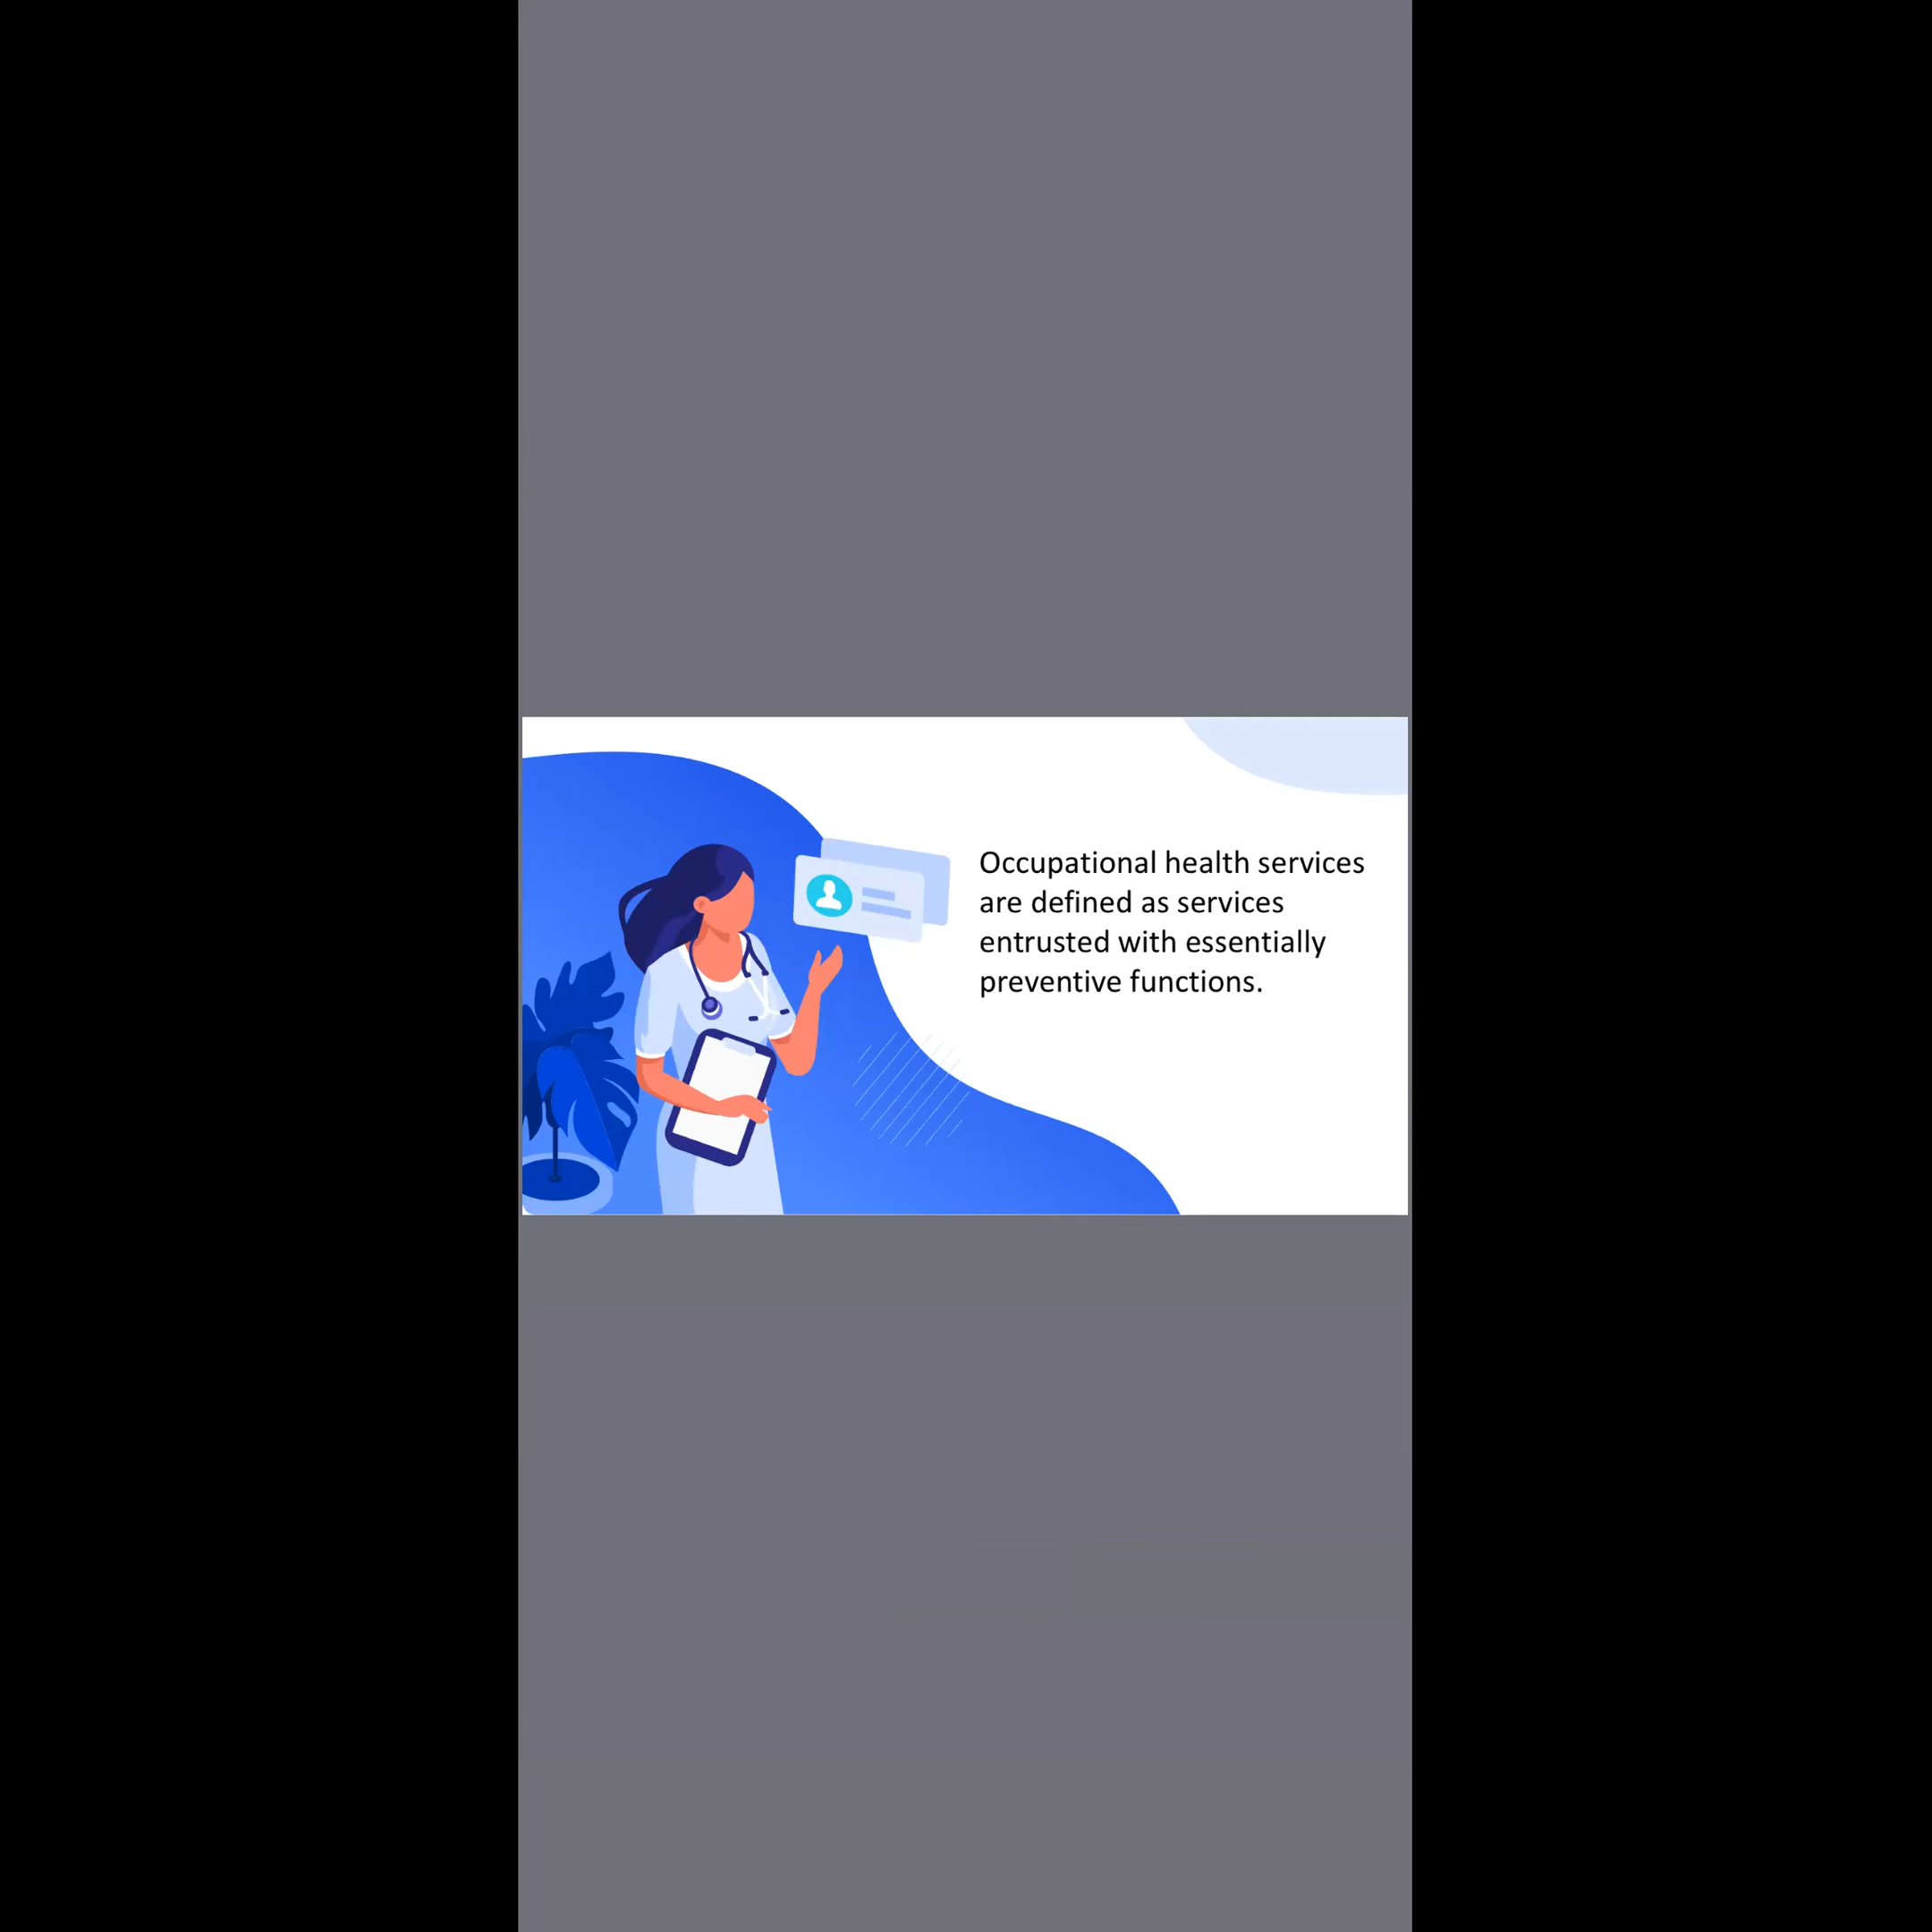 Occupational health services
are defined as services
entrusted with essentially
preventive functions.